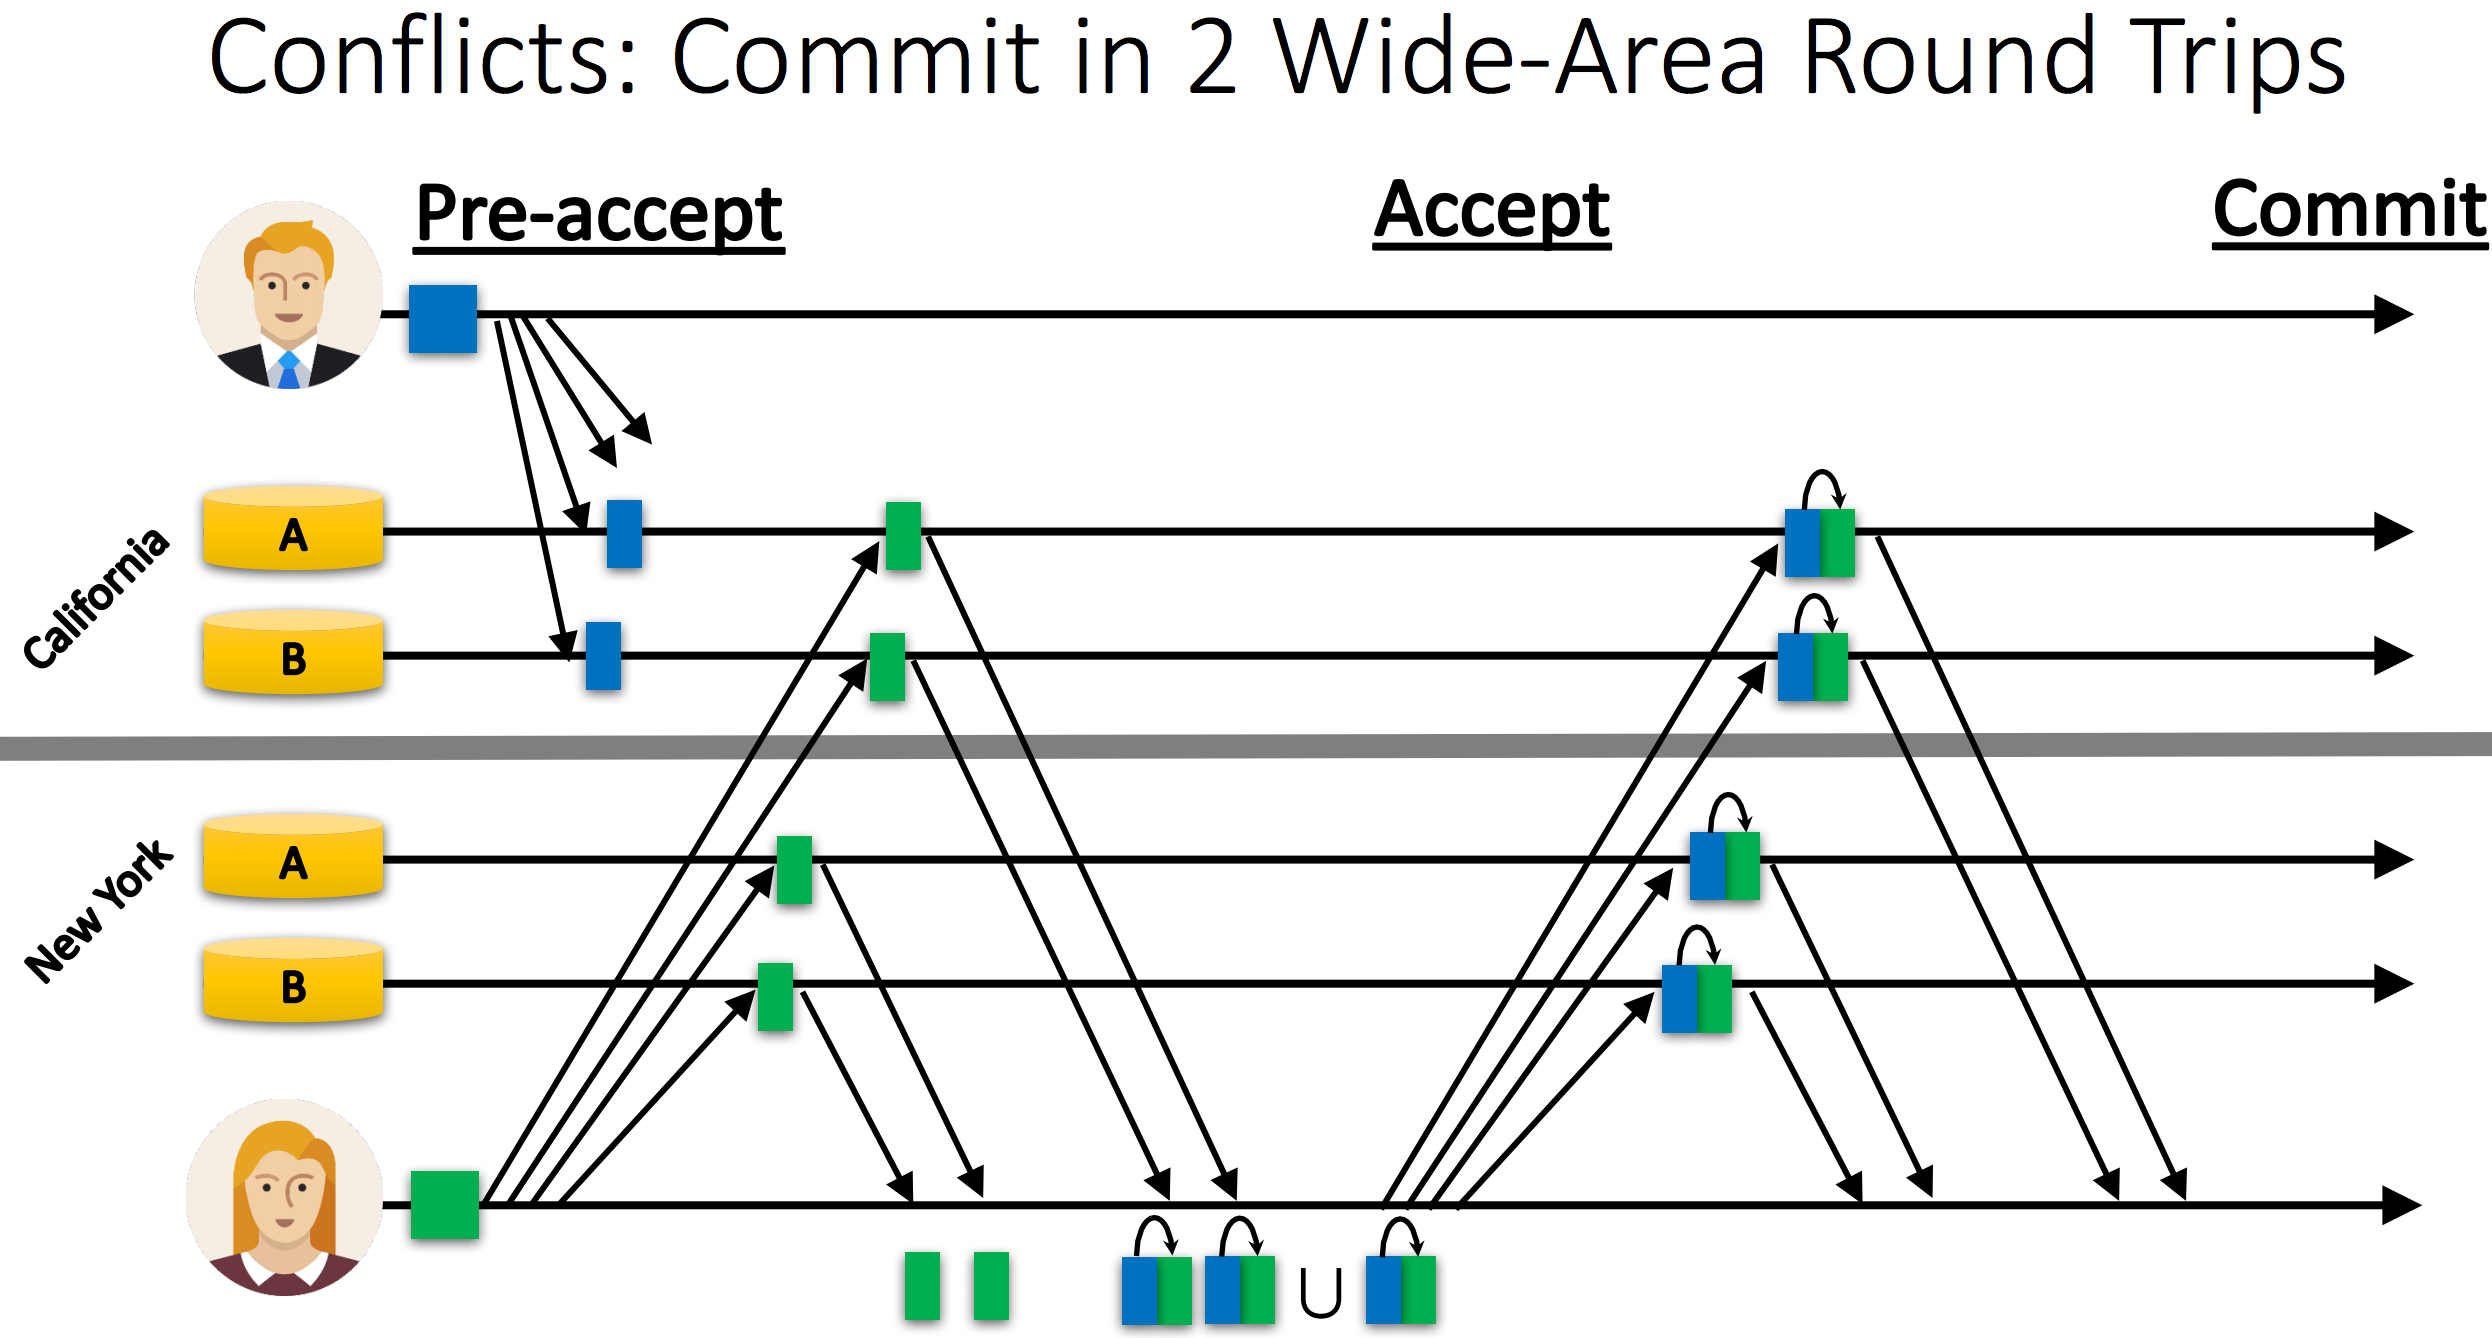 Conflicts: Commit in 2 Wide-Area Round Trips
Pre-accept
Accept
Commit
California
A
B
New York
A
B
∪